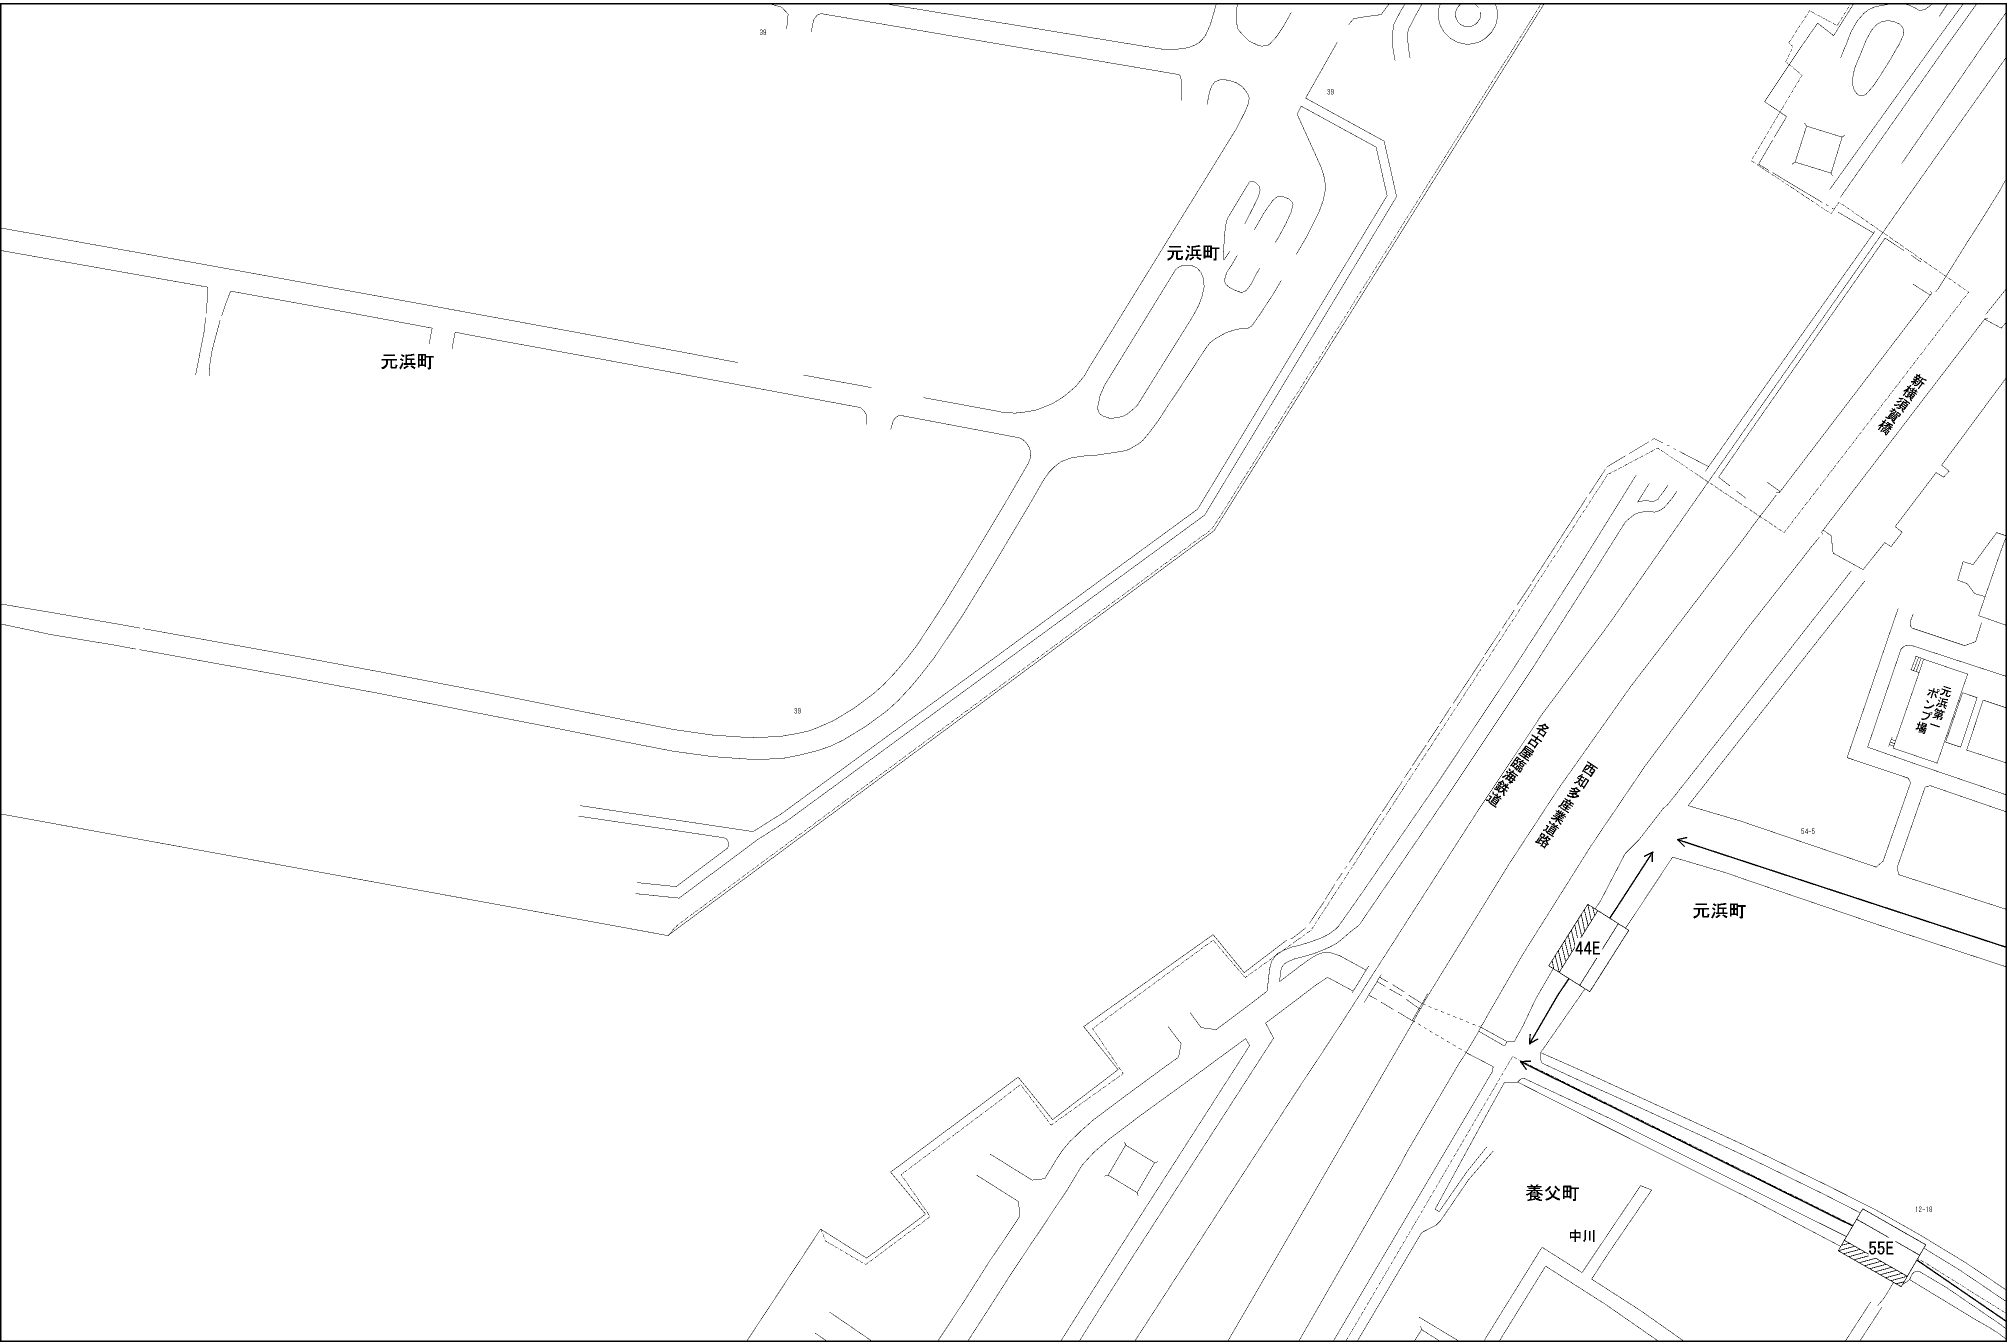 39
39
元浜町
元浜町
新横須賀橋
元浜第一
ポンプ場
39
名古屋臨海鉄道
西知多産業道路
54-5
元浜町
44E
養父町
12-18
中川
55E